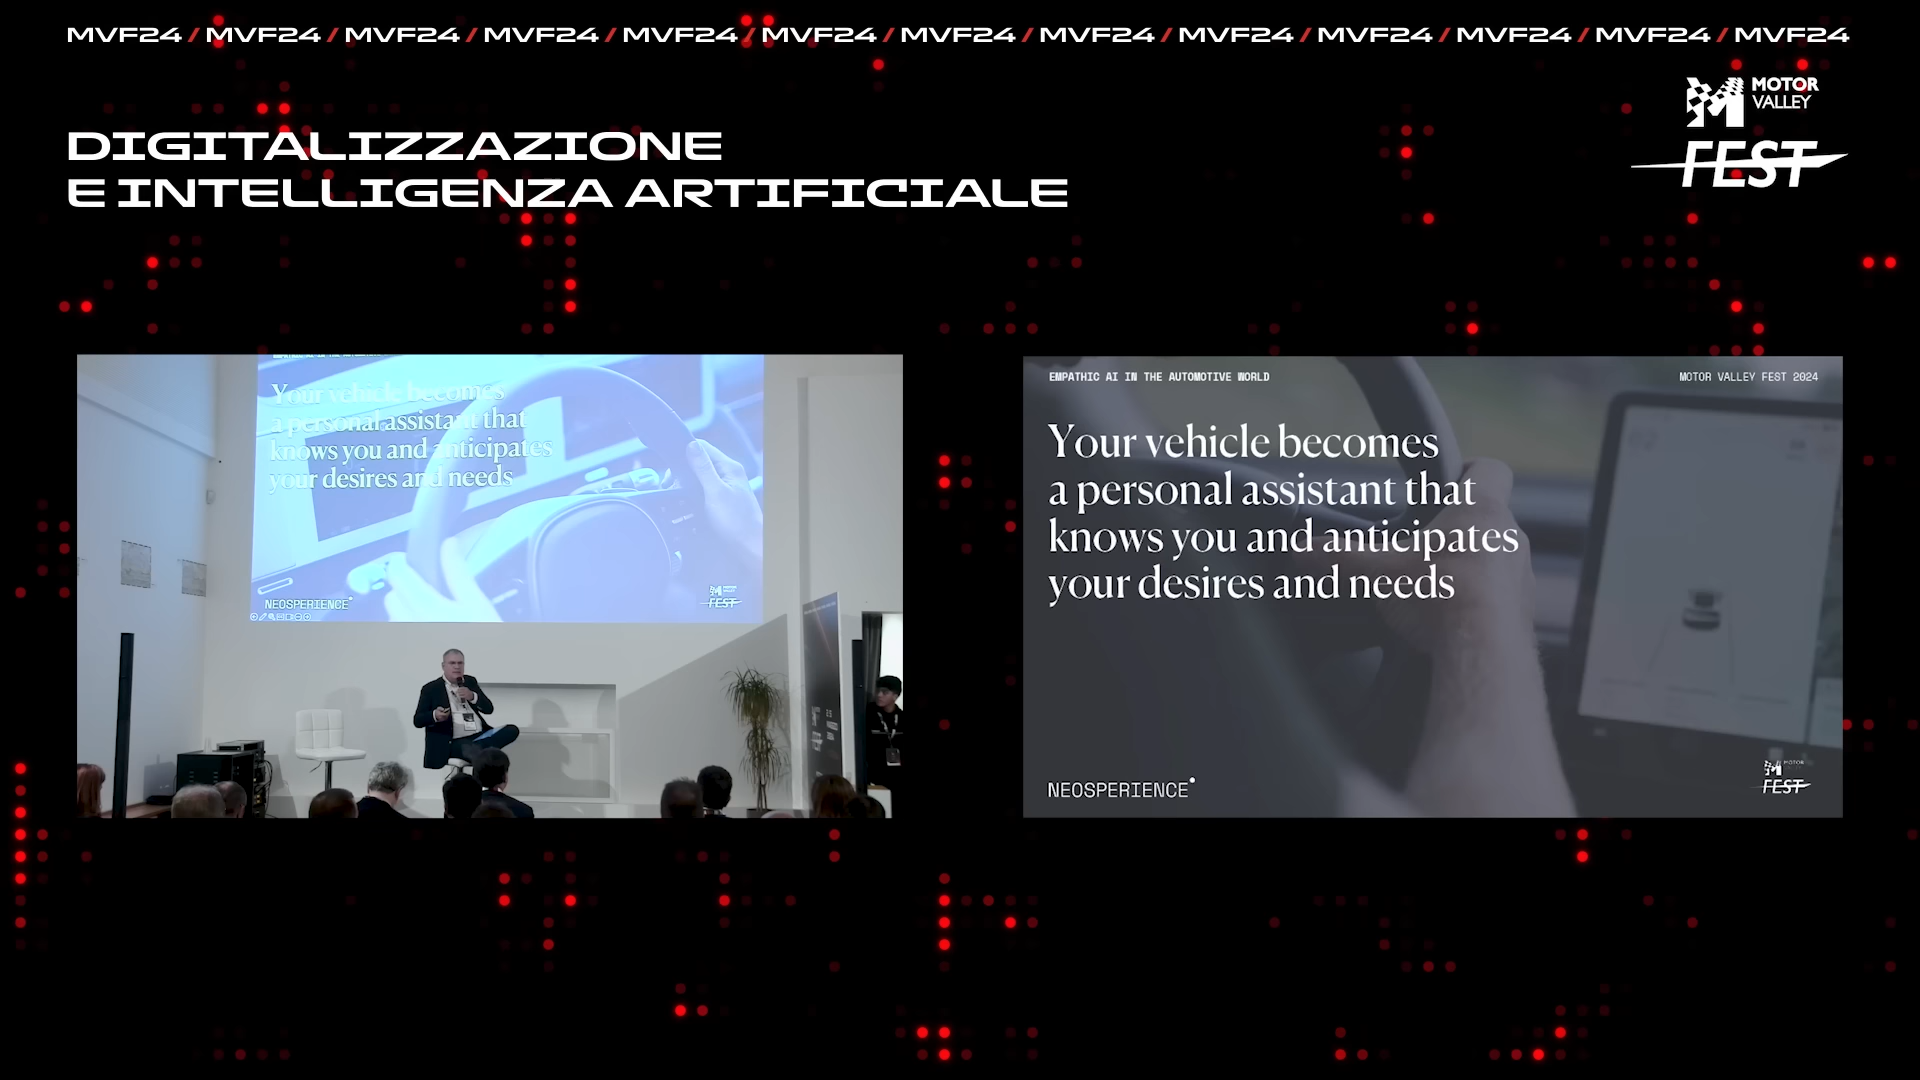 MVF24 / MVF24 / MVF24 / MVF24 / MVF24 / MVF24 / MVF24 / MVF24 / MVF24 / MVF24 / MVF24 / MVF24 / MVF24
MOTOR
VALLEY
FEST
DIGITALIZZAZIONE
E INTELLIGENZA ARTIFICIALE
Your vehicle becomes
a personal assistant that
knows you and anticipates
your desires and needs
NEOSPERIENCE
FEST
EMPATHIC AI IN THE AUTOMOTIVE WORLD
MOTOR VALLEY FEST 2024
Your vehicle becomes
a personal assistant that
knows you and anticipates
your desires and needs
NEOSPERIENCE
MOTOR
FEST